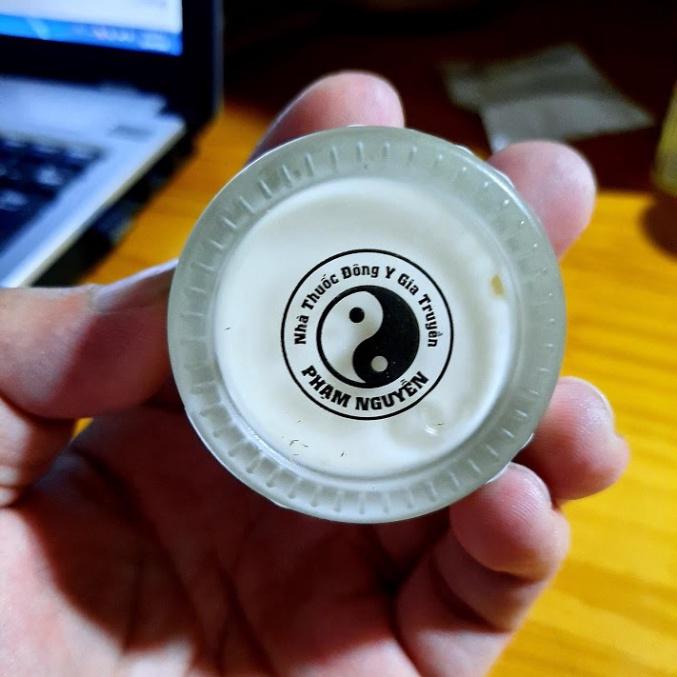 Nhà Thuốc Đông Y Gia Truyền
PHẠM NGUYỄN